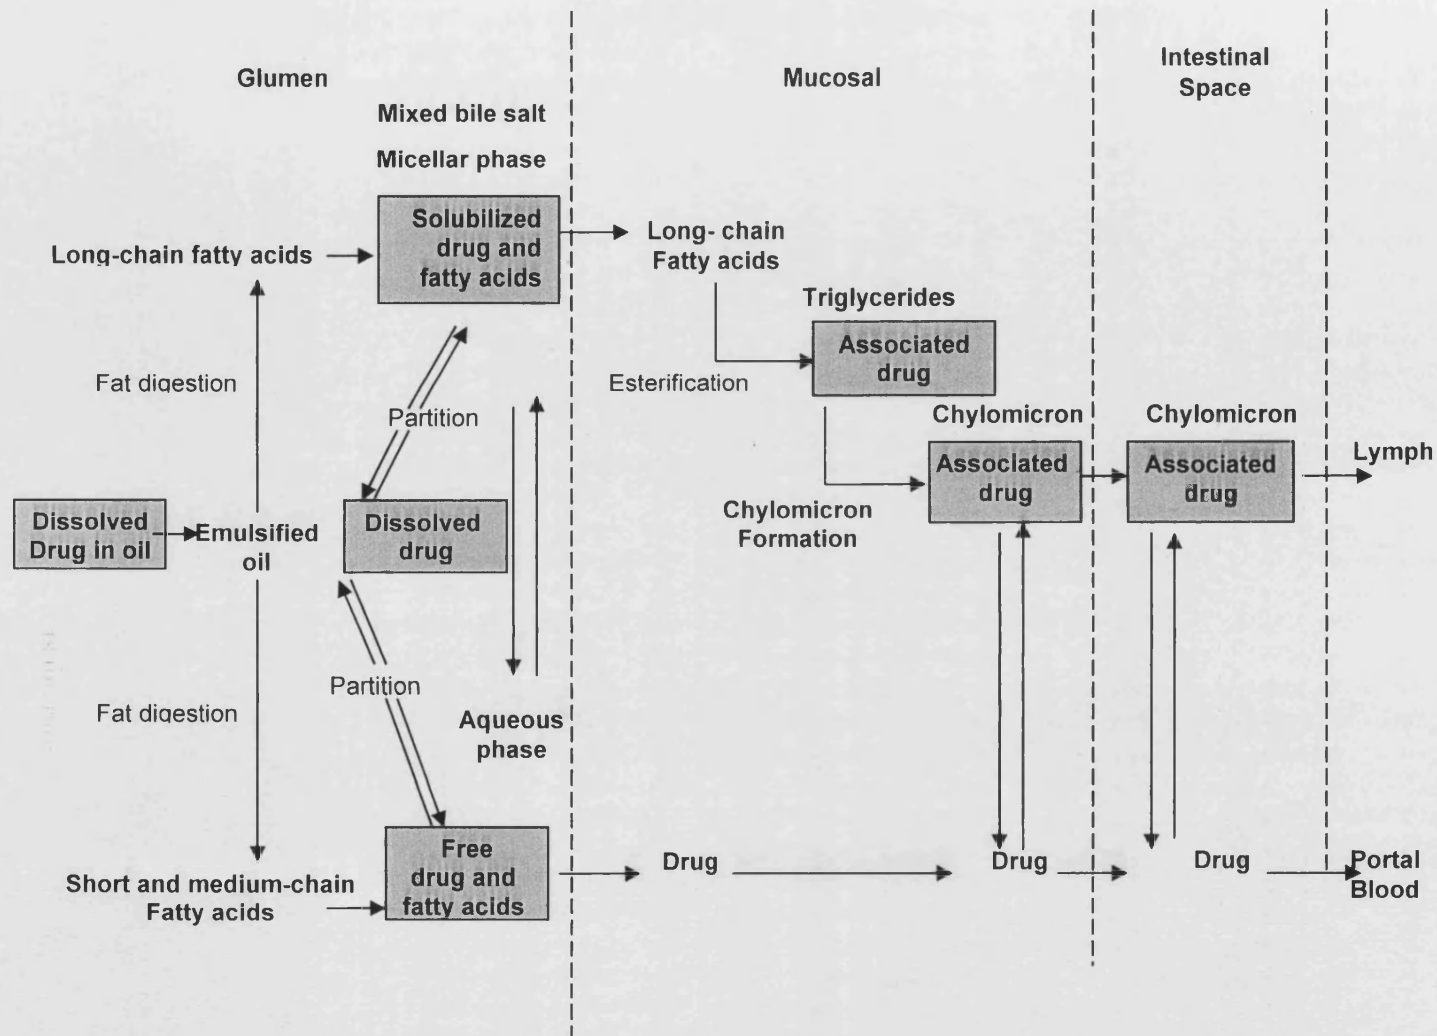 Glumen
Mucosal
Intestinal
Space
Mixed bile salt
Micellar phase
Solubilized
drug and
fatty acids
Long-chain fatty acids
Long- chain
Fatty acids
Triglycerides
Associated
drug
Fat digestion
Esterification
Partition
Chylomicron
Associated
drug
Chylomicron
Associated
drug
Lymph
Dissolved
Drug in oil
Emulsified
oil
Dissolved
drug
Chylomicron
Formation
Partition
Fat digestion
Aqueous
phase
Free
drug and
fatty acids
Short and medium-chain
Fatty acids
Drug
Drug
Drug
Portal
Blood